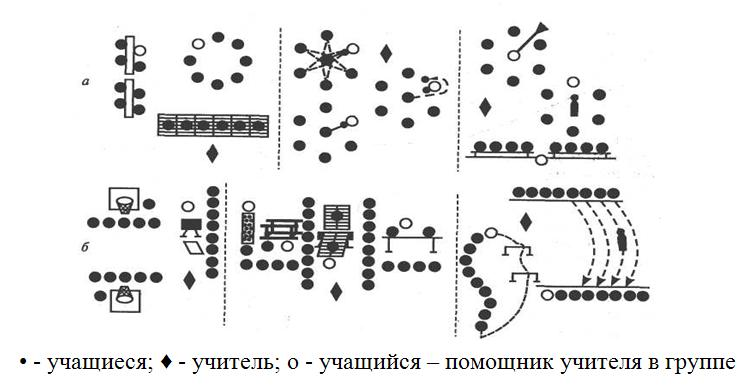 а
б
• - учащиеся; ♦ - учитель; о - учащийся – помощник учителя в группе